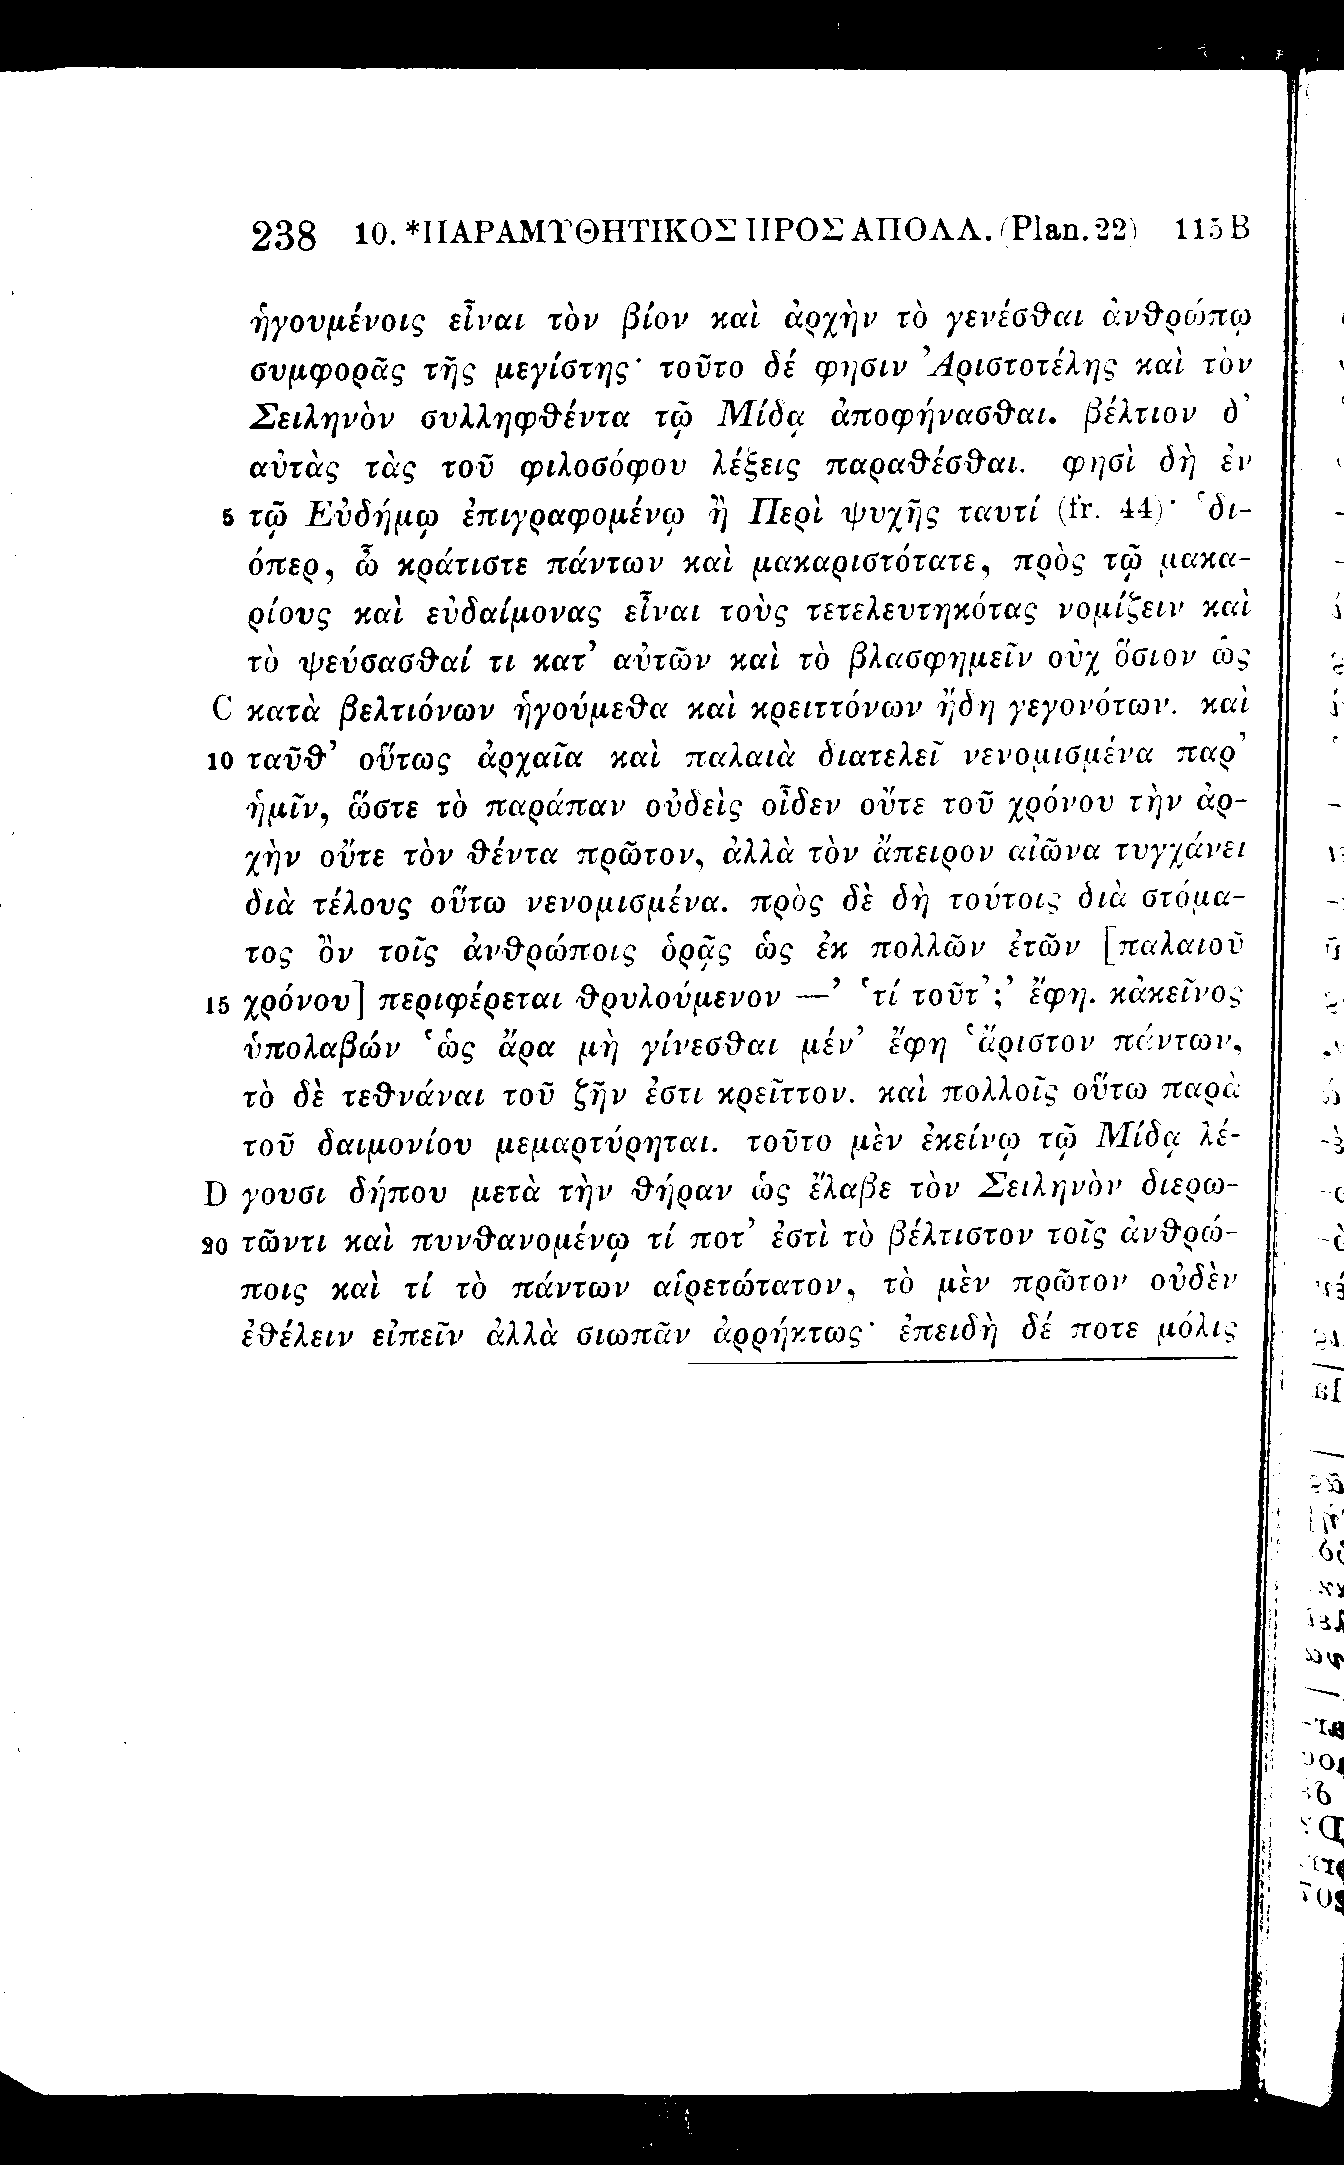 238 10. *ΠΑΡΑΜΥΘΗΤΙΚΟΣ ΠΡΟΣ ΑΠΟΛΛ. (Plan. 22) 115 B
ἡγουμένοις εἶναι τὸν βίον καὶ ἀρχὴν τὸ γενέσθαι ἀνθρώπῳ
συμφορᾶς τῆς μεγίστης· τοῦτο δέ φησιν Ἀριστοτέλης καὶ τὸν
Σειληνὸν συλληφθέντα τῷ Μίδᾳ ἀποφήνασθαι. βέλτιον δ’
αὐτὰς τὰς τοῦ φιλοσόφου λέξεις παραθέσθαι. φησὶ δὴ ἐν
5 τῷ Εὐδήμῳ ἐπιγραφομένῳ ἢ Περὶ ψυχῆς ταυτί (fr. 44)· ‘δι-
όπερ, ὦ κράτιστε πάντων καὶ μακαριστότατε, πρὸς τῷ μακα-
ρίους καὶ εὐδαίμονας εἶναι τοὺς τετελευτηκότας νομίζειν καὶ
τὸ ψεύσασθαί τι κατ’ αὐτῶν καὶ τὸ βλασφημεῖν οὐχ ὅσιον ὡς
C κατὰ βελτιόνων ἡγούμεθα καὶ κρειττόνων ἤδη γεγονότων. καὶ
10 ταῦθ’ οὕτως ἀρχαῖα καὶ παλαιὰ διατελεῖ νενομισμένα παρ’
ἡμῖν, ὥστε τὸ παράπαν οὐδεὶς οἶδεν οὔτε τοῦ χρόνου τὴν ἀρ-
χὴν οὔτε τὸν θέντα πρῶτον, ἀλλὰ τὸν ἄπειρον αἰῶνα τυγχάνει
διὰ τέλους οὕτω νενομισμένα. πρὸς δὲ δὴ τούτοις διὰ στόμα-
τος ὂν τοῖς ἀνθρώποις ὁρᾷς ὡς ἐκ πολλῶν ἐτῶν [παλαιοῦ
15 χρόνου] περιφέρεται θρυλούμενον —’ ‘τί τοῦτ’;’ ἔφη. κἀκεῖνος
ὑπολαβών ‘ὡς ἄρα μὴ γίνεσθαι μέν’ ἔφη ‘ἄριστον πάντων,
τὸ δὲ τεθνάναι τοῦ ζῆν ἐστι κρεῖττον. καὶ πολλοῖς οὕτω παρὰ
τοῦ δαιμονίου μεμαρτύρηται. τοῦτο μὲν ἐκείνῳ τῷ Μίδᾳ λέ-
D γουσι δήπου μετὰ τὴν θήραν ὡς ἔλαβε τὸν Σειληνὸν διερω-
20 τῶντι καὶ πυνθανομένῳ τί ποτ’ ἐστὶ τὸ βέλτιστον τοῖς ἀνθρώ-
ποις καὶ τί τὸ πάντων αἱρετώτατον, τὸ μὲν πρῶτον οὐδὲν
ἐθέλειν εἰπεῖν ἀλλὰ σιωπᾶν ἀρρήκτως· ἐπειδὴ δέ ποτε μόλις